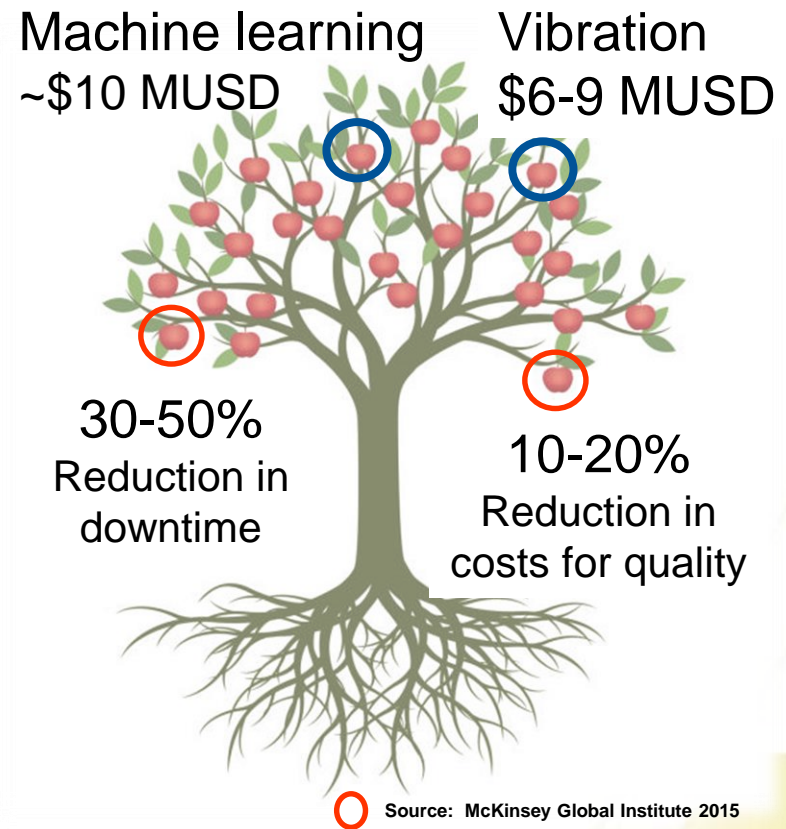 Machine learning
~$10 MUSD
Vibration
$6-9 MUSD
30-50%
Reduction in
downtime
10-20%
Reduction in
costs for quality
Source: McKinsey Global Institute 2015